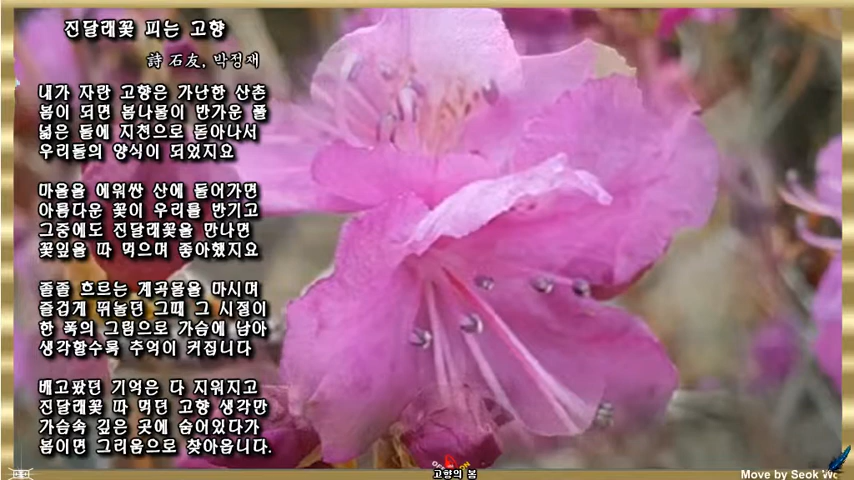 진달래꽃 피는 고향
詩 石友, 박정재
내가 자란 고향은 가난한 산촌
봄이 되면 봄나물이 반가운 풀
넓은 들에 지천으로 돋아나서
우리들의 양식이 되었지요
마을을 에워싼 산에 들어가면
아름다운 꽃이 우리를 반기고
그중에도 진달래꽃을 만나면
꽃잎을 따 먹으며 좋아했지요
졸졸 흐르는 계곡물을 마시며
즐겁게 뛰놀던 그때 그 시절이
한 폭의 그림으로 가슴에 남아
생각할수록 추억이 커집니다
배고팠던 기억은 다 지워지고
진달래꽃 따 먹던 고향 생각만
가슴속 깊은 곳에 숨어있다가
봄이면 그리움으로 찾아옵니다.
고향의 봄
Move by Seok